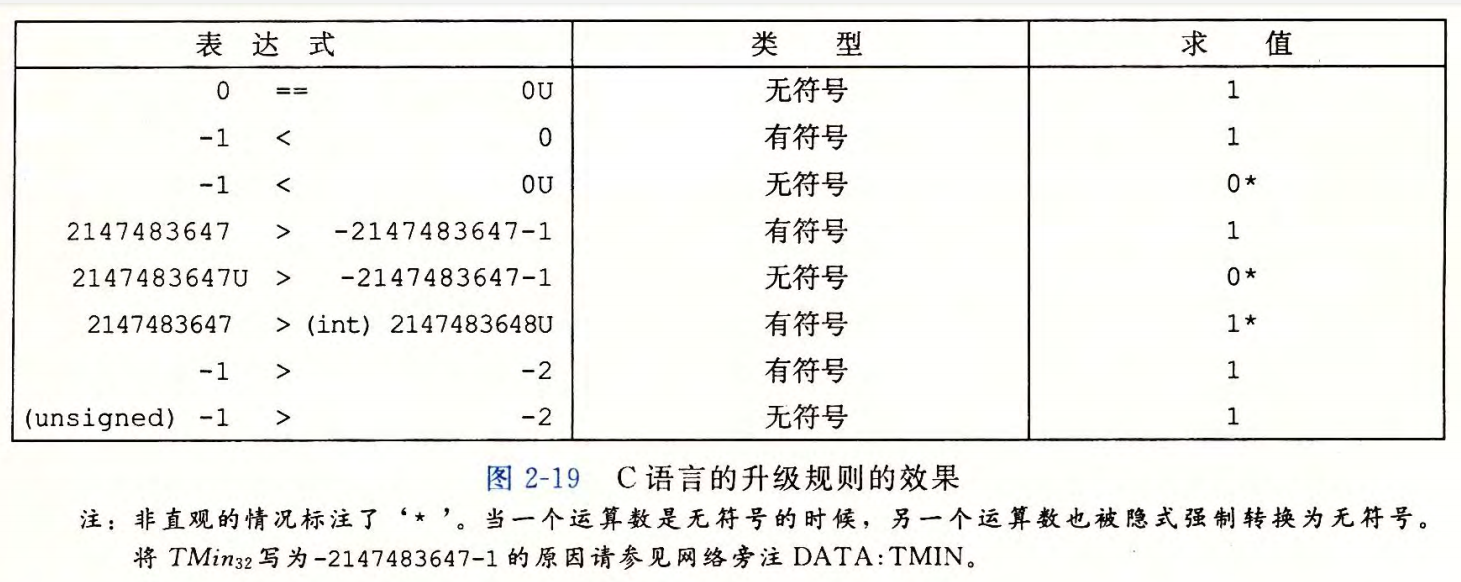 表 达 式 类 型 求 值
0 == 0U 无符号 1
-1 < 0 有符号 1
-1 < 0U 无符号 0*
2147483647 > -2147483647-1 有符号 1
2147483647U > -2147483647-1 无符号 0*
2147483647 > (int) 2147483648U 有符号 1*
-1 > -2 有符号 1
(unsigned) -1 > -2 无符号 1
图 2-19 C 语言的升级规则的效果
注：非直观的情况标注了‘*’。当一个运算数是无符号的时候，另一个运算数也被隐式强制转换为无符号。
将 TMin₃₂写为-2147483647-1 的原因请参见网络旁注 DATA:TMIN。